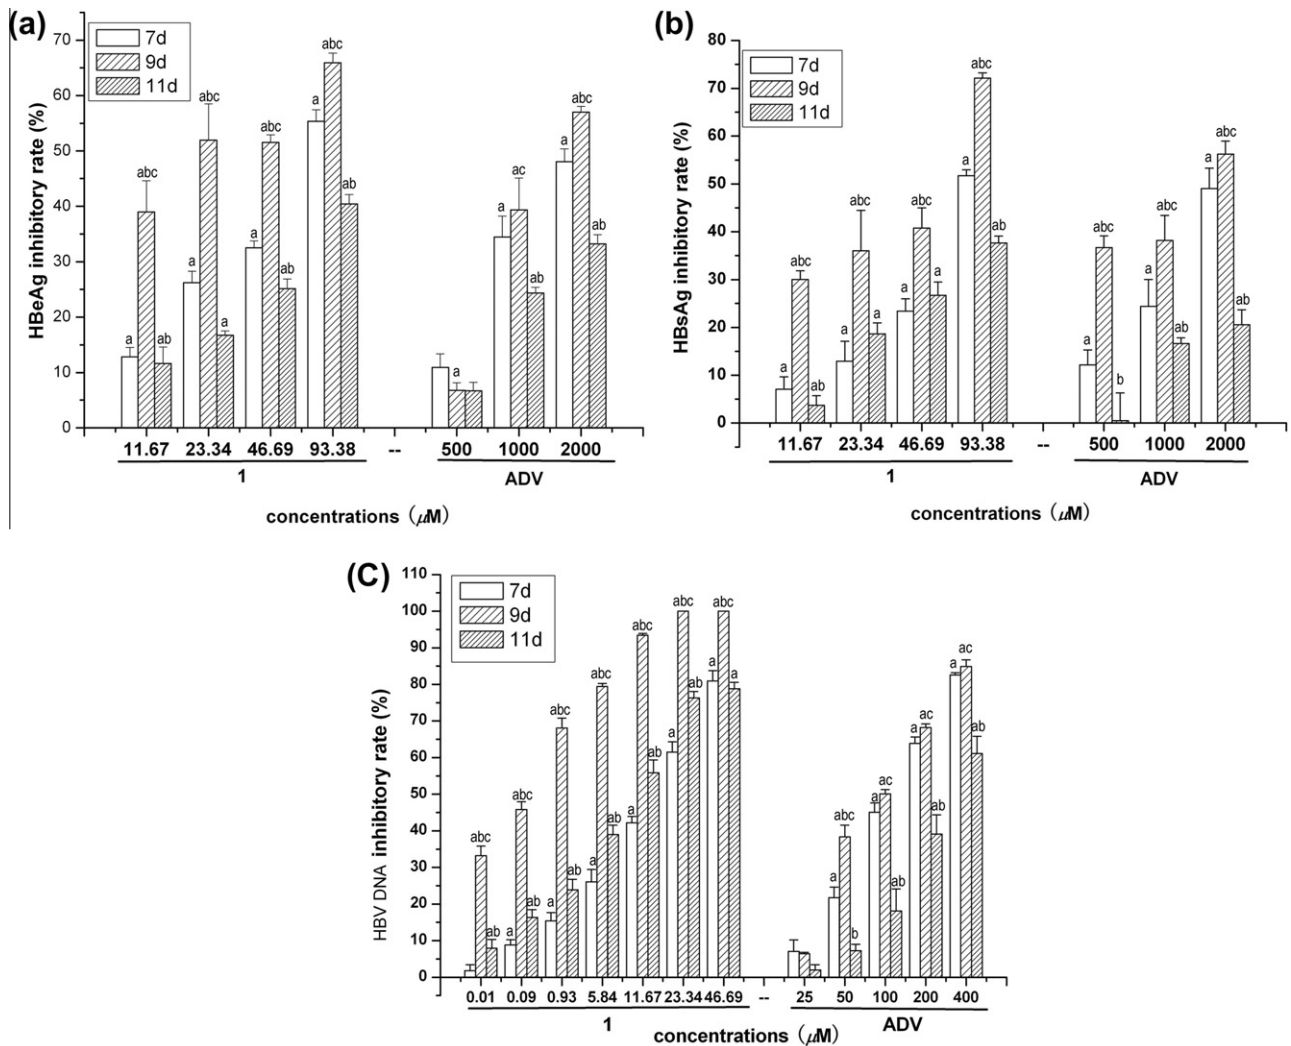 (a)
70
60
50
40
30
20
10
0
HBeAg inhibitory rate (%)
7d
9d
11d
a abc ab
a abc a
a abc ab
a abc ab
a
a ac ab
a abc ab
11.67 23.34 46.69 93.38 -- 500 1000 2000
1 ADV
concentrations (μM)
(b)
80
70
60
50
40
30
20
10
0
HBsAg inhibitory rate (%)
7d
9d
11d
a abc ab
a abc a
a abc a
a abc ab
a abc b
a abc ab
a abc ab
11.67 23.34 46.69 93.38 -- 500 1000 2000
1 ADV
concentrations (μM)
(C)
110
100
90
80
70
60
50
40
30
20
10
0
HBV DNA inhibitory rate (%)
7d
9d
11d
abc ab
a abc ab
a abc ab
a abc ab
a abc ab
a abc ab
a abc a
a abc b
a ac ab
a ac ab
a ac ab
0.01 0.09 0.93 5.84 11.67 23.34 46.69 -- 25 50 100 200 400
1 ADV
concentrations (μM)